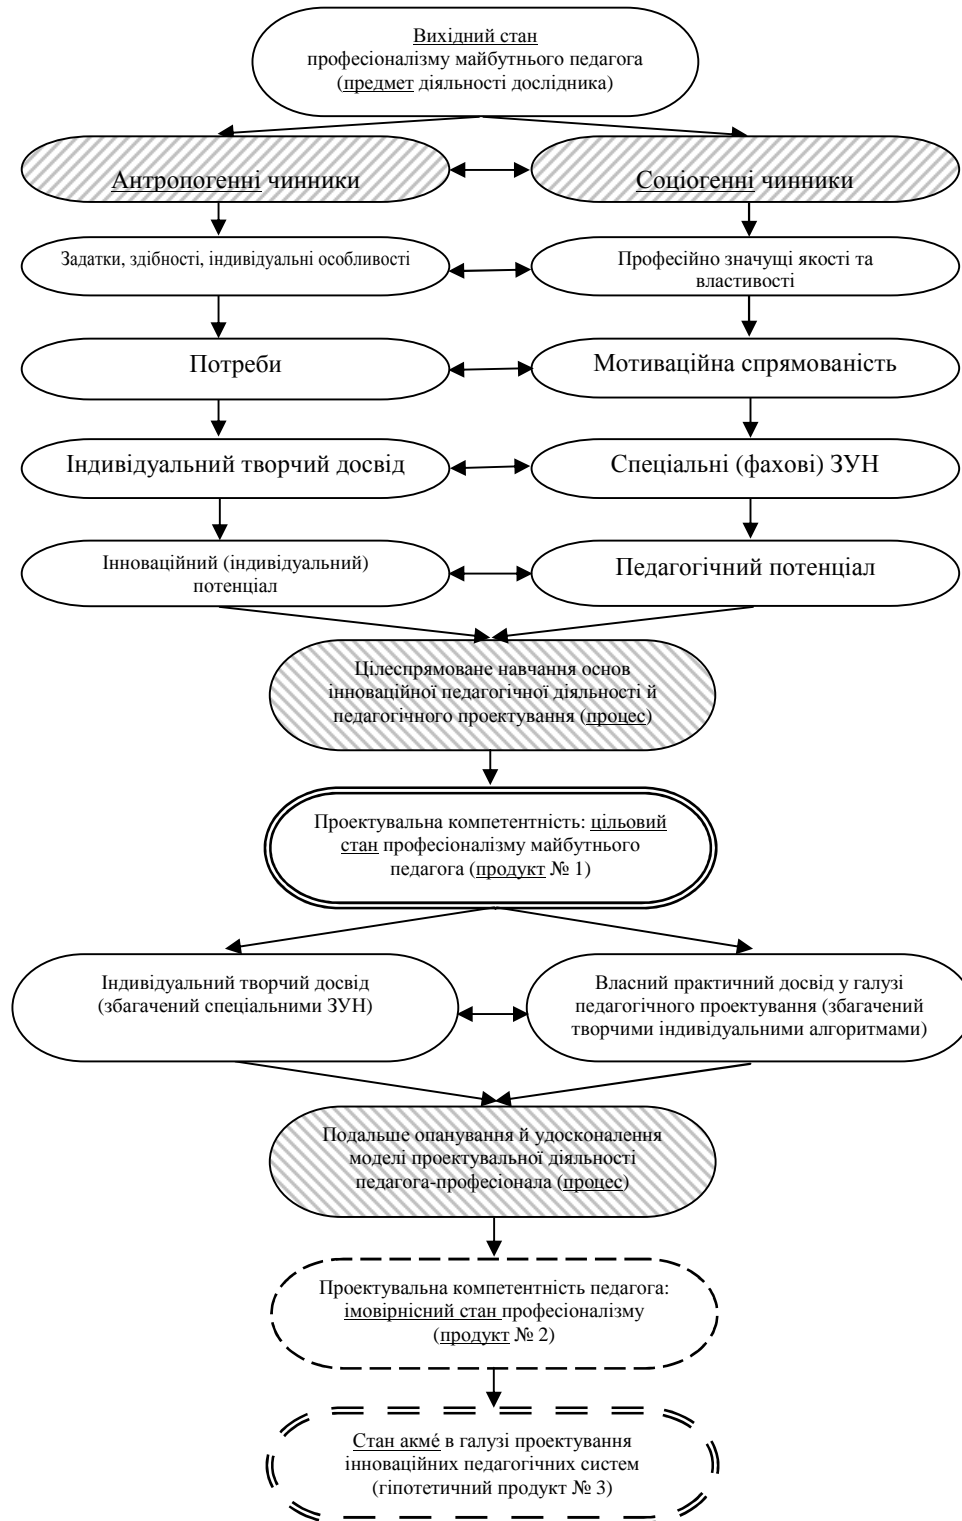 Вихідний стан
професіоналізму майбутнього педагога
(предмет діяльності дослідника)
Антропогенні чинники
Соціогенні чинники
Задатки, здібності, індивідуальні особливості
Професійно значущі якості та
властивості
Потреби
Мотиваційна спрямованість
Індивідуальний творчий досвід
Спеціальні (фахові) ЗУН
Інноваційний (індивідуальний)
потенціал
Педагогічний потенціал
Цілеспрямоване навчання основ
інноваційної педагогічної діяльності й
педагогічного проектування (процес)
Проектувальна компетентність: цільовий
стан професіоналізму майбутнього
педагога (продукт № 1)
Індивідуальний творчий досвід
(збагачений спеціальними ЗУН)
Власний практичний досвід у галузі
педагогічного проектування (збагачений
творчими індивідуальними алгоритмами)
Подальше опанування й удосконалення
моделі проектувальної діяльності
педагога-професіонала (процес)
Проектувальна компетентність педагога:
імовірнісний стан професіоналізму
(продукт № 2)
Стан акмé в галузі проектування
інноваційних педагогічних систем
(гіпотетичний продукт № 3)